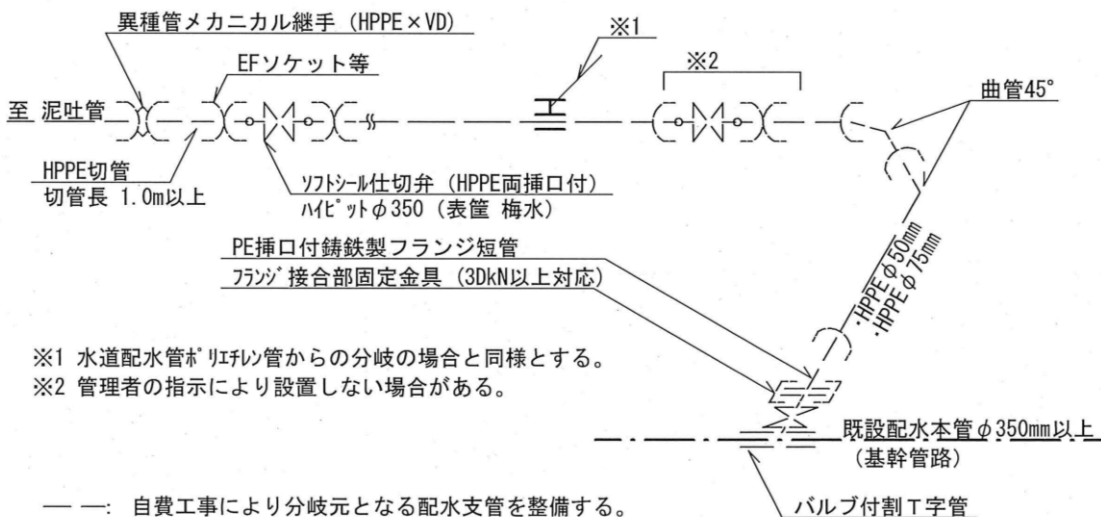 異種管メカニカル継手 (HPPE×VD)
※1
EFソケット等
※2
曲管45°
至 泥吐管
HPPE切管
切管長 1.0m以上
ソフトシール仕切弁 (HPPE両挿口付)
ハイピットφ350 (表筐 梅水)
PE挿口付鋳鉄製フランジ短管
フランジ接合部固定金具 (3DkN以上対応)
・HPPEφ50mm
・HPPEφ75mm
※1 水道配水管ポリエチレン管からの分岐の場合と同様とする。
※2 管理者の指示により設置しない場合がある。
既設配水本管φ350mm以上
(基幹管路)
— —: 自費工事により分岐元となる配水支管を整備する。
バルブ付割T字管